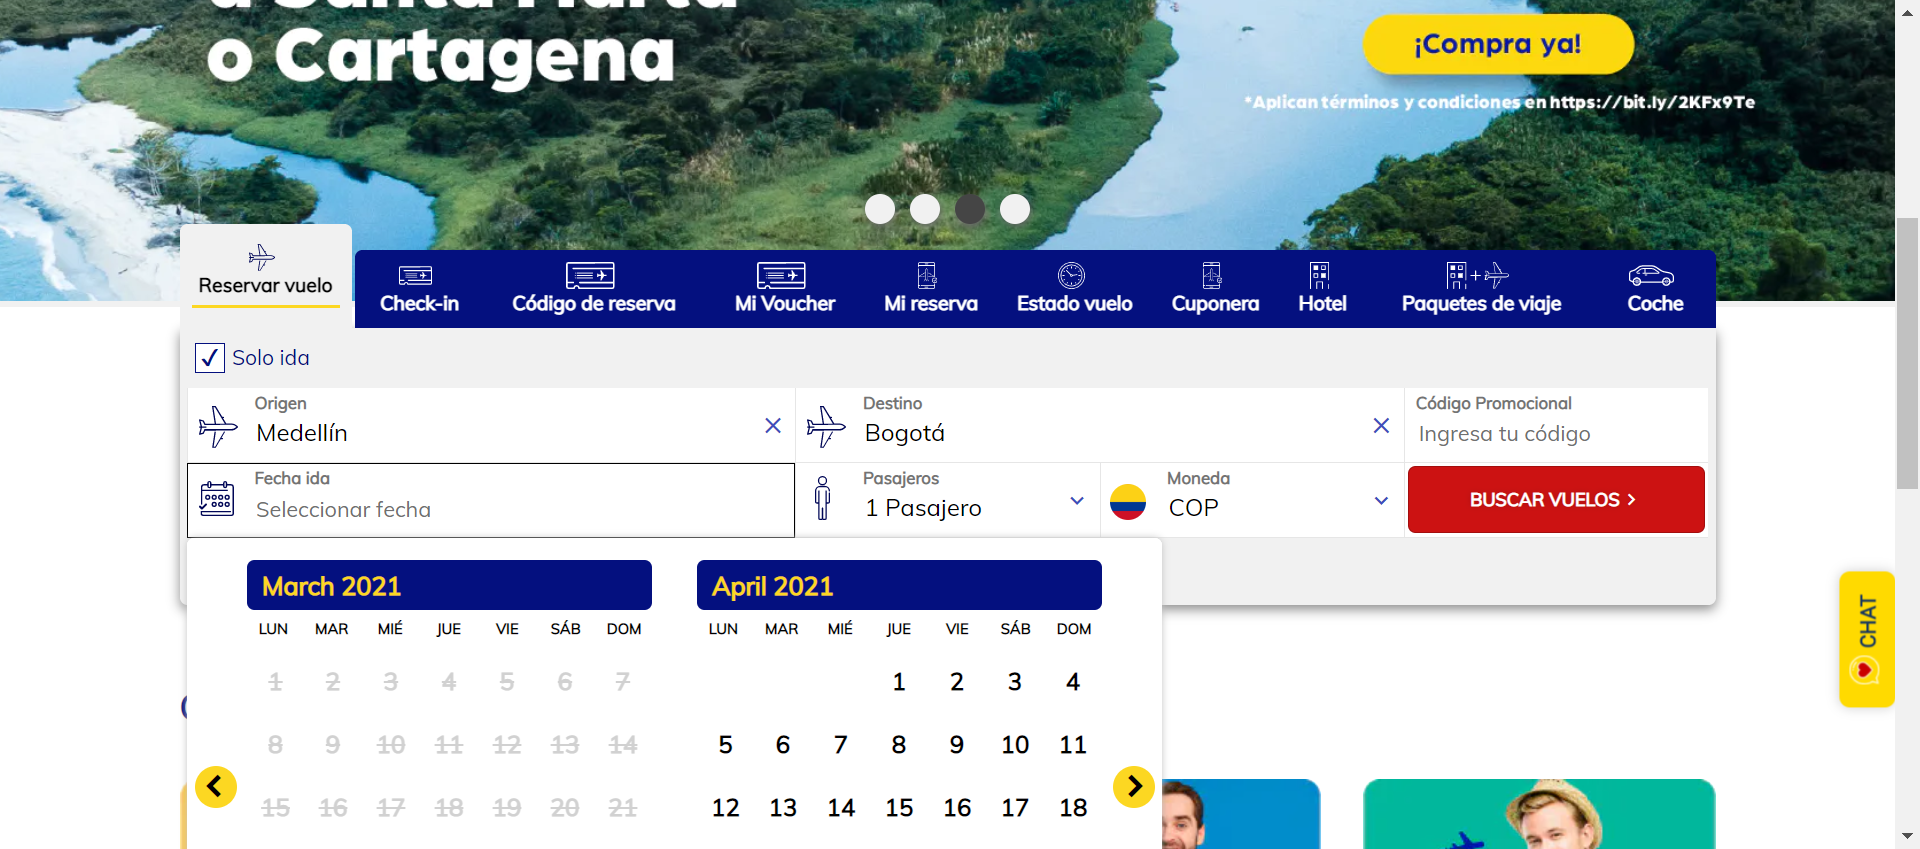 a Santa Marta
o Cartagena
¡Compra ya!
*Aplican términos y condiciones en https://bit.ly/2KFx9Te
Reservar vuelo
Check-in
Código de reserva
Mi Voucher
Mi reserva
Estado vuelo
Cuponera
Hotel
Paquetes de viaje
Coche
Solo ida
Origen
Medellín
Destino
Bogotá
Código Promocional
Ingresa tu código
Fecha ida
Seleccionar fecha
Pasajeros
1 Pasajero
Moneda
COP
BUSCAR VUELOS
March 2021
LUN MAR MIÉ JUE VIE SÁB DOM
1 2 3 4 5 6 7
8 9 10 11 12 13 14
15 16 17 18 19 20 21
April 2021
LUN MAR MIÉ JUE VIE SÁB DOM
1 2 3 4
5 6 7 8 9 10 11
12 13 14 15 16 17 18
CHAT